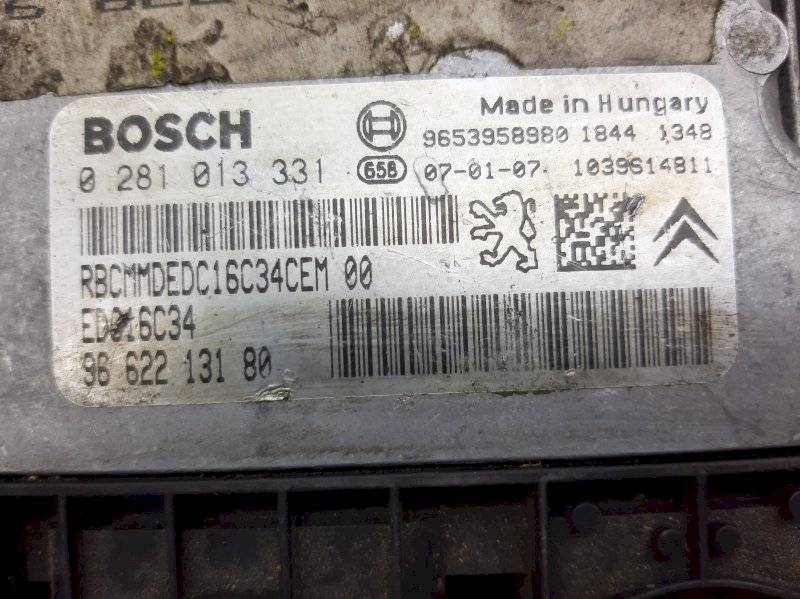 BOSCH
Made in Hungary
9653958980 1844 1348
0 281 013 331
658 07-01-07 1039S14811
RBCMMDEDC16C34CEM 00
EDC16C34
96 622 131 80